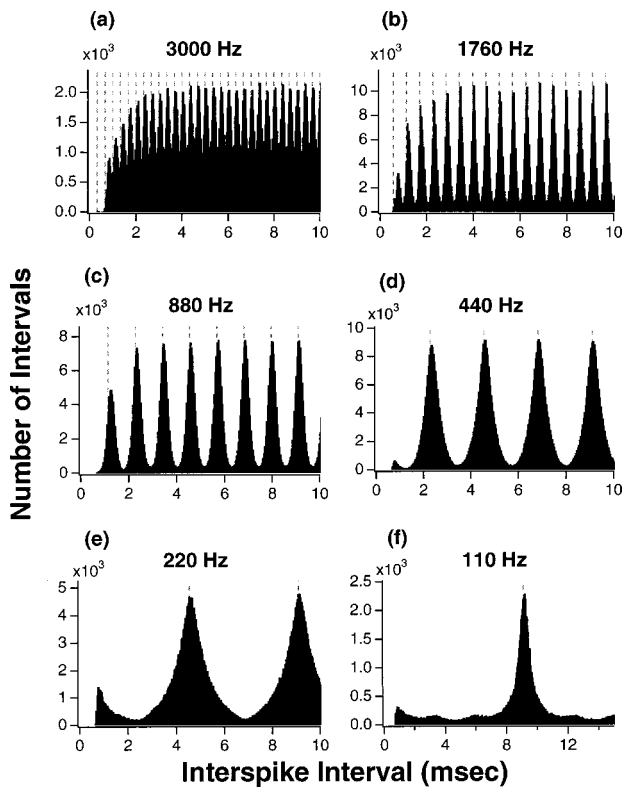 (a)
3000 Hz
x10³
2.0
1.5
1.0
0.5
0.0
0 2 4 6 8 10
(b)
1760 Hz
x10³
10
8
6
4
2
0
0 2 4 6 8 10
(c)
880 Hz
x10³
8
6
4
2
0
0 2 4 6 8 10
(d)
440 Hz
x10³
10
8
6
4
2
0
0 2 4 6 8 10
Number of Intervals
(e)
220 Hz
x10³
5
4
3
2
1
0
0 2 4 6 8 10
(f)
110 Hz
x10³
2.5
2.0
1.5
1.0
0.5
0.0
0 4 8 12
Interspike Interval (msec)